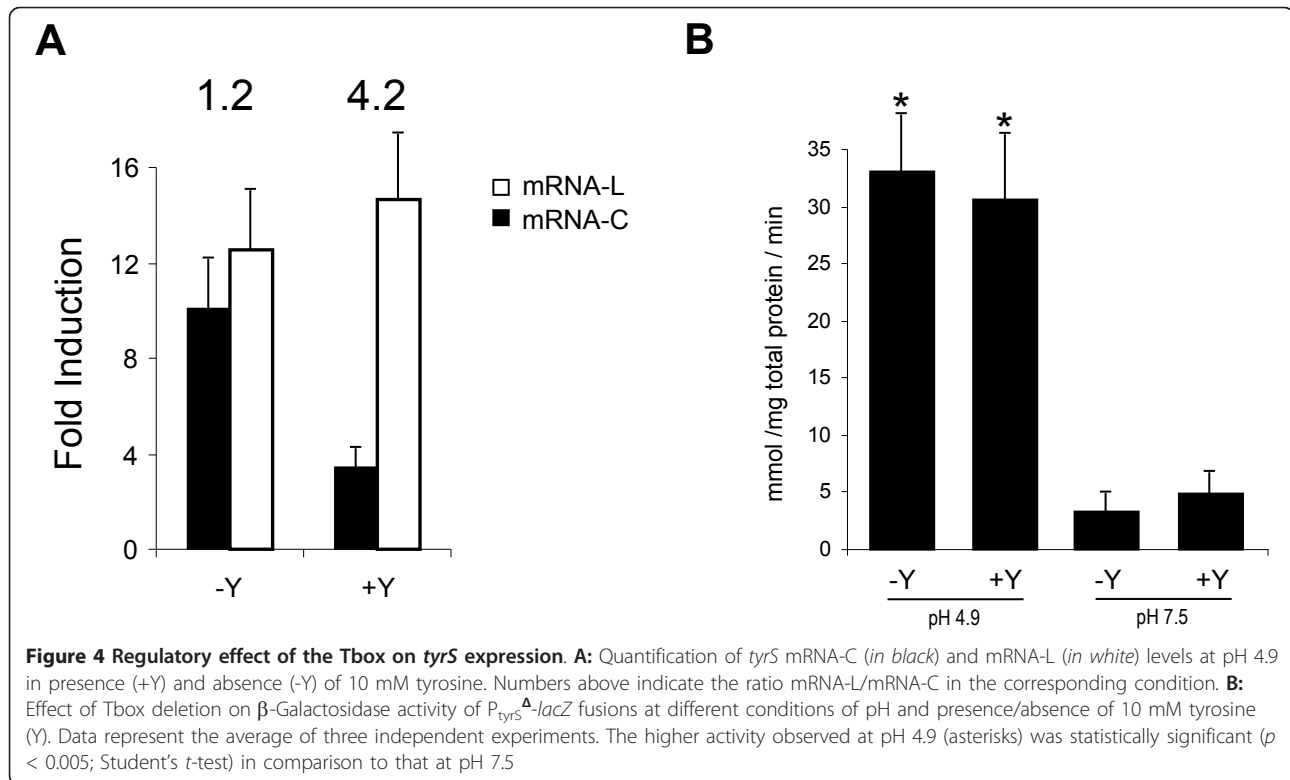 A
1.2 4.2
16
12
8
4
0
Fold Induction
-Y +Y
□ mRNA-L
■ mRNA-C
B
* *
35
30
25
20
15
10
5
0
mmol /mg total protein / min
-Y +Y -Y +Y
pH 4.9 pH 7.5
Figure 4 Regulatory effect of the Tbox on tyrS expression. A: Quantification of tyrS mRNA-C (in black) and mRNA-L (in white) levels at pH 4.9
in presence (+Y) and absence (-Y) of 10 mM tyrosine. Numbers above indicate the ratio mRNA-L/mRNA-C in the corresponding condition. B:
Effect of Tbox deletion on β-Galactosidase activity of PtyrSΔ-lacZ fusions at different conditions of pH and presence/absence of 10 mM tyrosine
(Y). Data represent the average of three independent experiments. The higher activity observed at pH 4.9 (asterisks) was statistically significant (p
< 0.005; Student's t-test) in comparison to that at pH 7.5